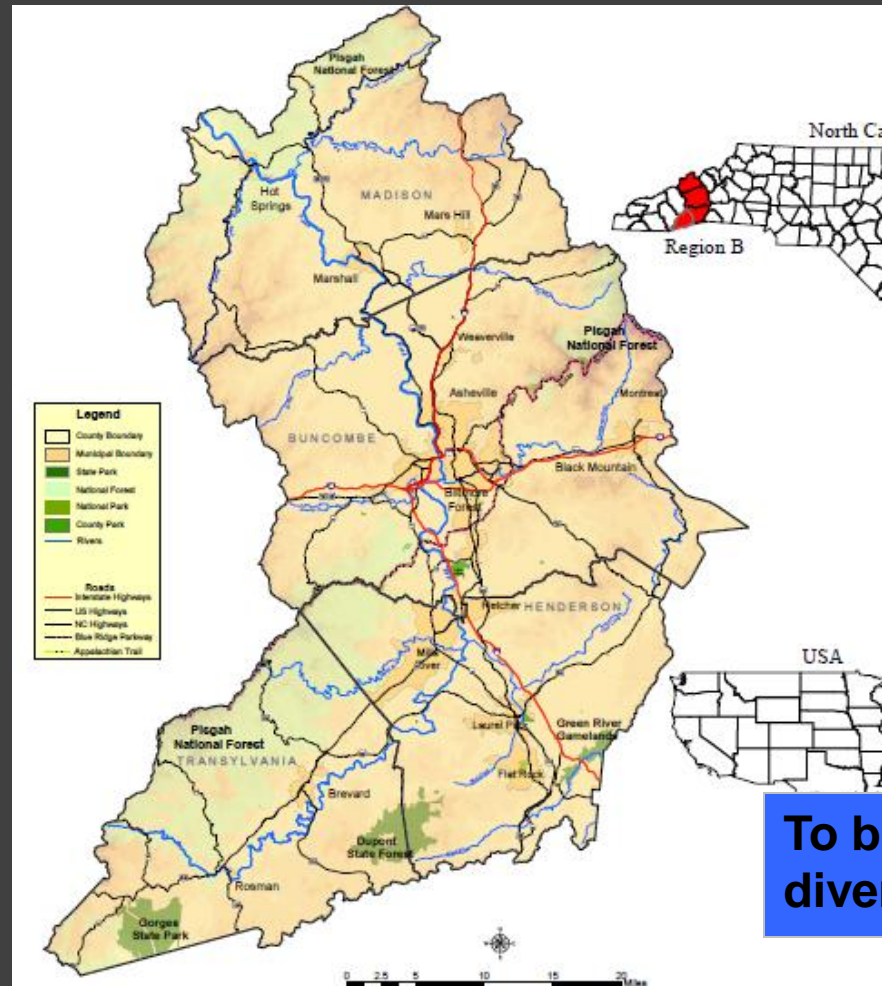 Pisgah
National Forest
North Ca
Hot
Springs
MADISON
Mars Hill
Region B
Marshall
Weaverville
Pisgah
National Forest
Asheville
Montreat
BUNCOMBE
Black Mountain
Biltmore
Forest
Legend
County Boundary
Municipal Boundary
State Park
National Forest
National Park
County Park
Rivers
Roads
Interstate Highways
US Highways
NC Highways
Blue Ridge Parkway
Appalachian Trail
Fletcher
HENDERSON
Mills
River
USA
Laurel Park
Green River
Gamelands
Pisgah
National Forest
TRANSYLVANIA
Flat Rock
Brevard
Dupont
State Forest
To b
dive
Rosman
Gorges
State Park
0 2.5 5 10 15 20
Miles